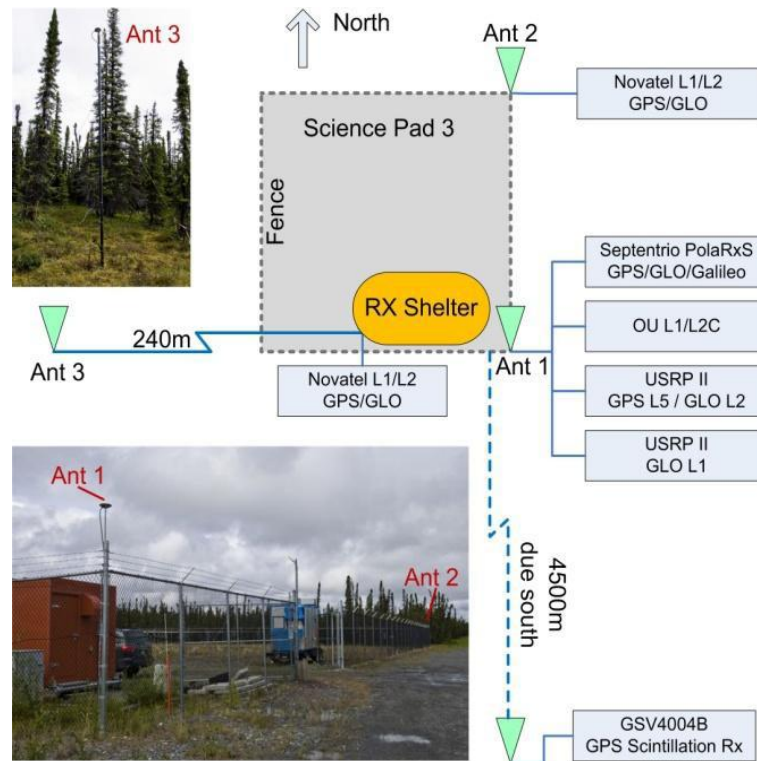 Ant 3
North
Ant 2
Novatel L1/L2
GPS/GLO
Science Pad 3
Fence
Septentrio PolaRxS
GPS/GLO/Galileo
RX Shelter
OU L1/L2C
240m
Ant 3
Ant 1
Novatel L1/L2
GPS/GLO
USRP II
GPS L5 / GLO L2
USRP II
GLO L1
Ant 1
Ant 2
4500m
due south
GSV4004B
GPS Scintillation Rx